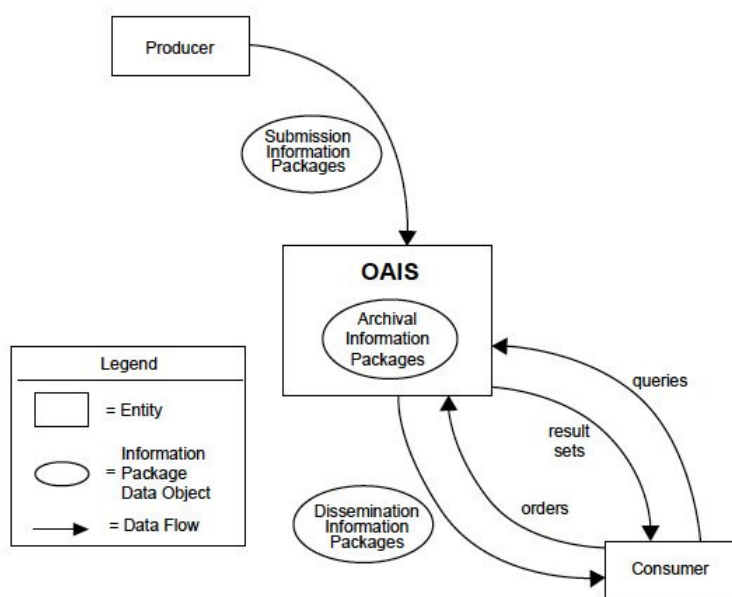 Producer
Submission
Information
Packages
OAIS
Archival
Information
Packages
Legend
= Entity
Information
= Package
Data Object
= Data Flow
queries
result
sets
orders
Dissemination
Information
Packages
Consumer